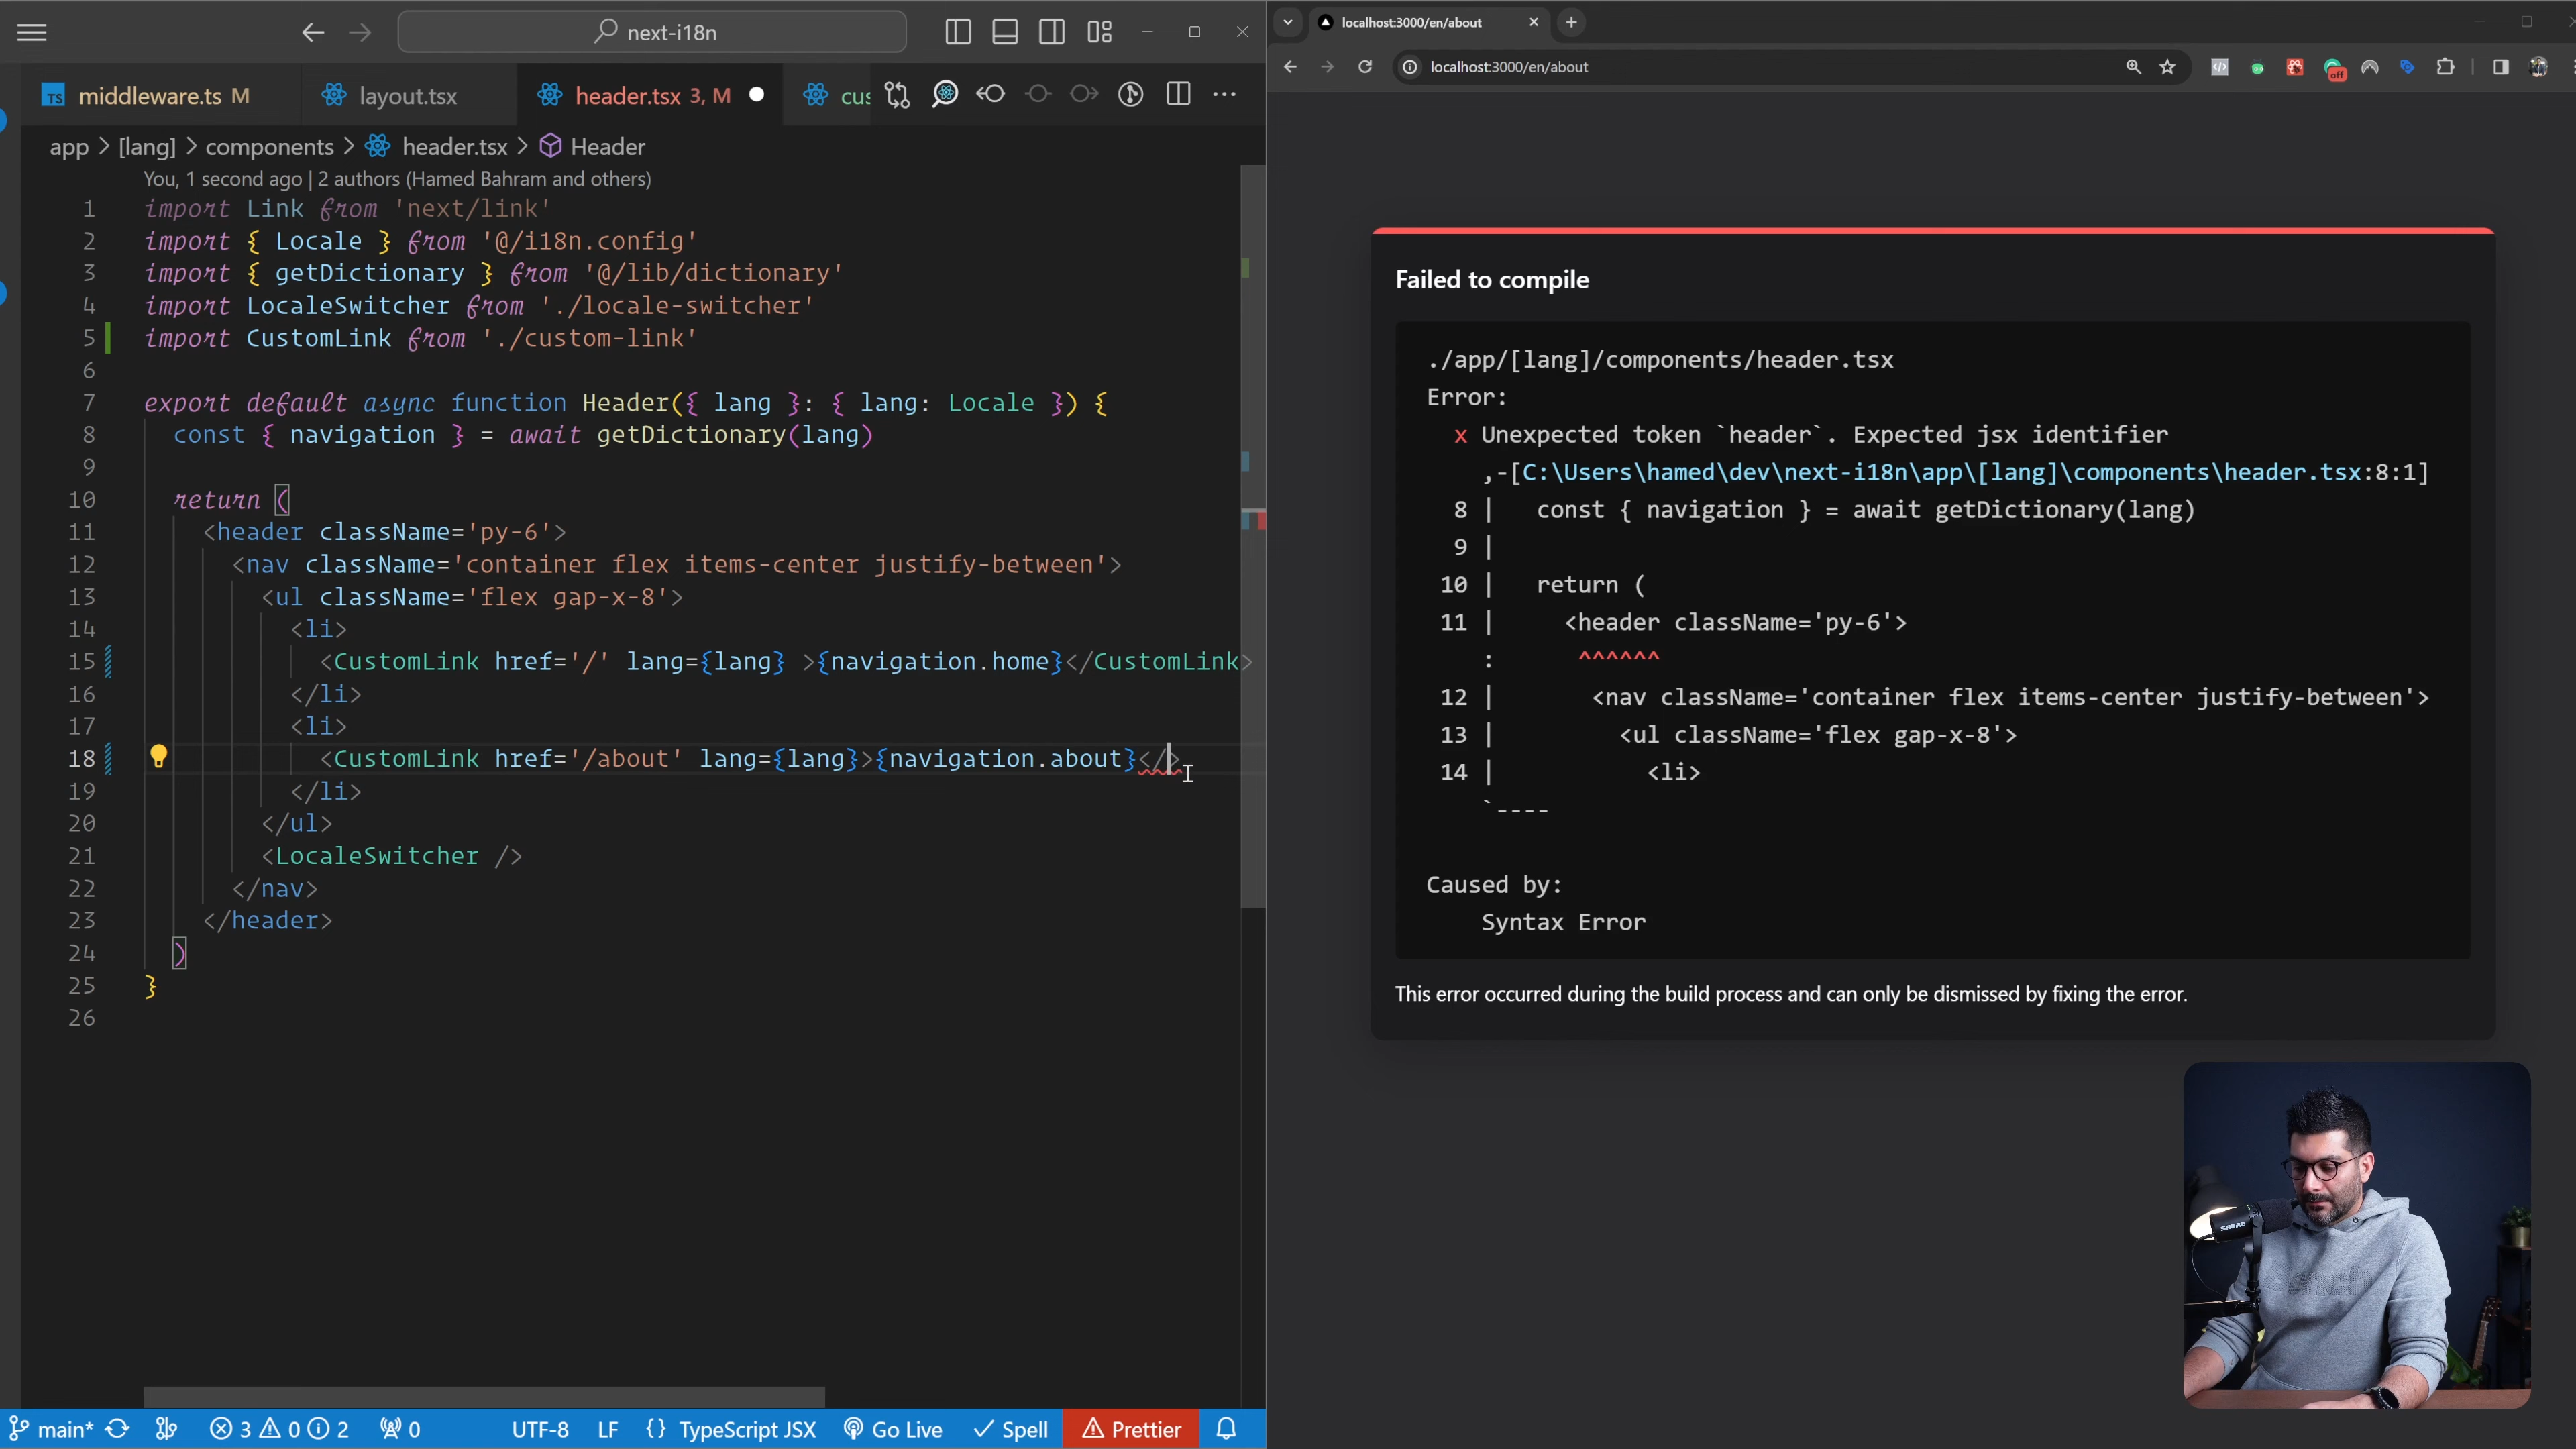 next-i18n
middleware.ts M
layout.tsx
header.tsx 3, M
cus
app > [lang] > components > header.tsx > Header
You, 1 second ago | 2 authors (Hamed Bahram and others)
1 import Link from 'next/link'
2 import { Locale } from '@/i18n.config'
3 import { getDictionary } from '@/lib/dictionary'
4 import LocaleSwitcher from './locale-switcher'
5 import CustomLink from './custom-link'
6
7 export default async function Header({ lang }: { lang: Locale }) {
8 const { navigation } = await getDictionary(lang)
9
10 return (
11 <header className='py-6'>
12 <nav className='container flex items-center justify-between'>
13 <ul className='flex gap-x-8'>
14 <li>
15 <CustomLink href='/' lang={lang} >{navigation.home}</CustomLink>
16 </li>
17 <li>
18 <CustomLink href='/about' lang={lang}>{navigation.about}</>
19 </li>
20 </ul>
21 <LocaleSwitcher />
22 </nav>
23 </header>
24 )
25 }
26
main* 3 0 2 0 UTF-8 LF {} TypeScript JSX Go Live Spell Prettier
localhost:3000/en/about
localhost:3000/en/about
off
Failed to compile
./app/[lang]/components/header.tsx
Error:
x Unexpected token `header`. Expected jsx identifier
,-[C:\Users\hamed\dev\next-i18n\app\[lang]\components\header.tsx:8:1]
8 | const { navigation } = await getDictionary(lang)
9 |
10 | return (
11 | <header className='py-6'>
: ^^^^^^
12 | <nav className='container flex items-center justify-between'>
13 | <ul className='flex gap-x-8'>
14 | <li>
`----
Caused by:
Syntax Error
This error occurred during the build process and can only be dismissed by fixing the error.
SHURE